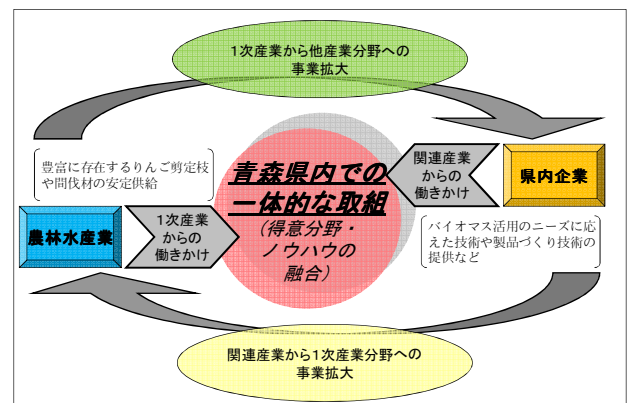 1次産業から他産業分野への
事業拡大
豊富に存在するりんご剪定枝
や間伐材の安定供給
農林水産業
1次産業
からの
働きかけ
青森県内での
一体的な取組
(得意分野・
ノウハウの
融合)
関連産業
からの
働きかけ
県内企業
バイオマス活用のニーズに応
えた技術や製品づくり技術の
提供など
関連産業から1次産業分野への
事業拡大